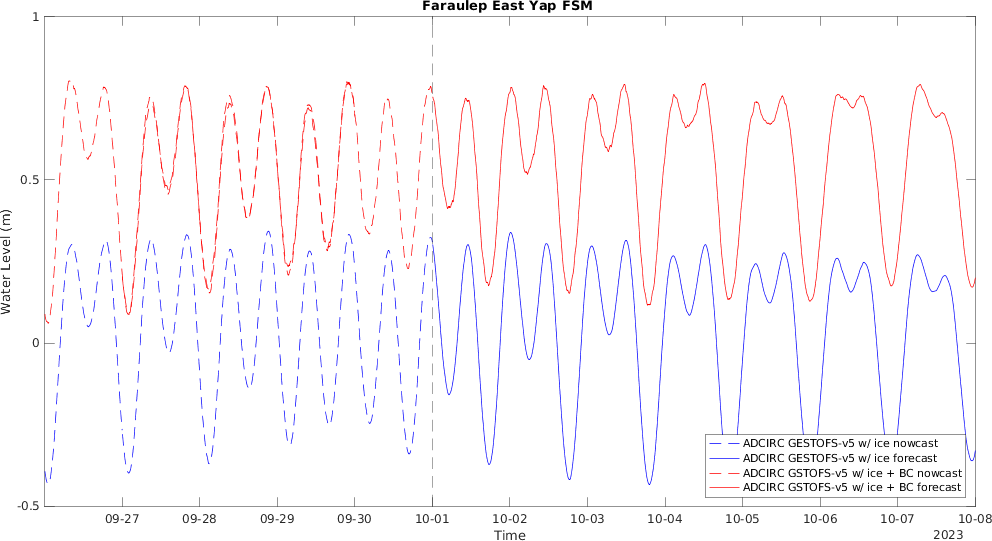 Faraulep East Yap FSM
1
0.5
0
-0.5
Water Level (m)
09-27 09-28 09-29 09-30 10-01 10-02 10-03 10-04 10-05 10-06 10-07 10-08
Time
2023
ADCIRC GESTOFS-v5 w/ ice nowcast
ADCIRC GESTOFS-v5 w/ ice forecast
ADCIRC GSTOFS-v5 w/ ice + BC nowcast
ADCIRC GSTOFS-v5 w/ ice + BC forecast